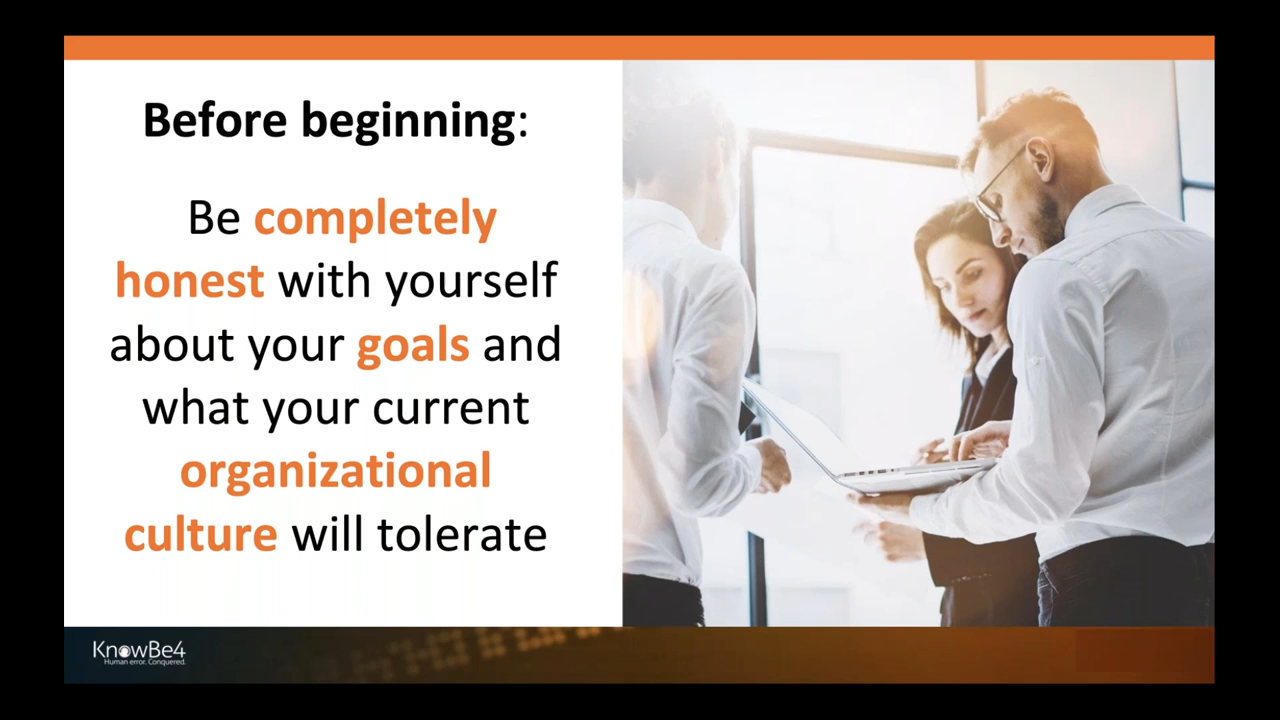 Before beginning:
Be completely
honest with yourself
about your goals and
what your current
organizational
culture will tolerate
KnowBe4
Human error. Conquered.